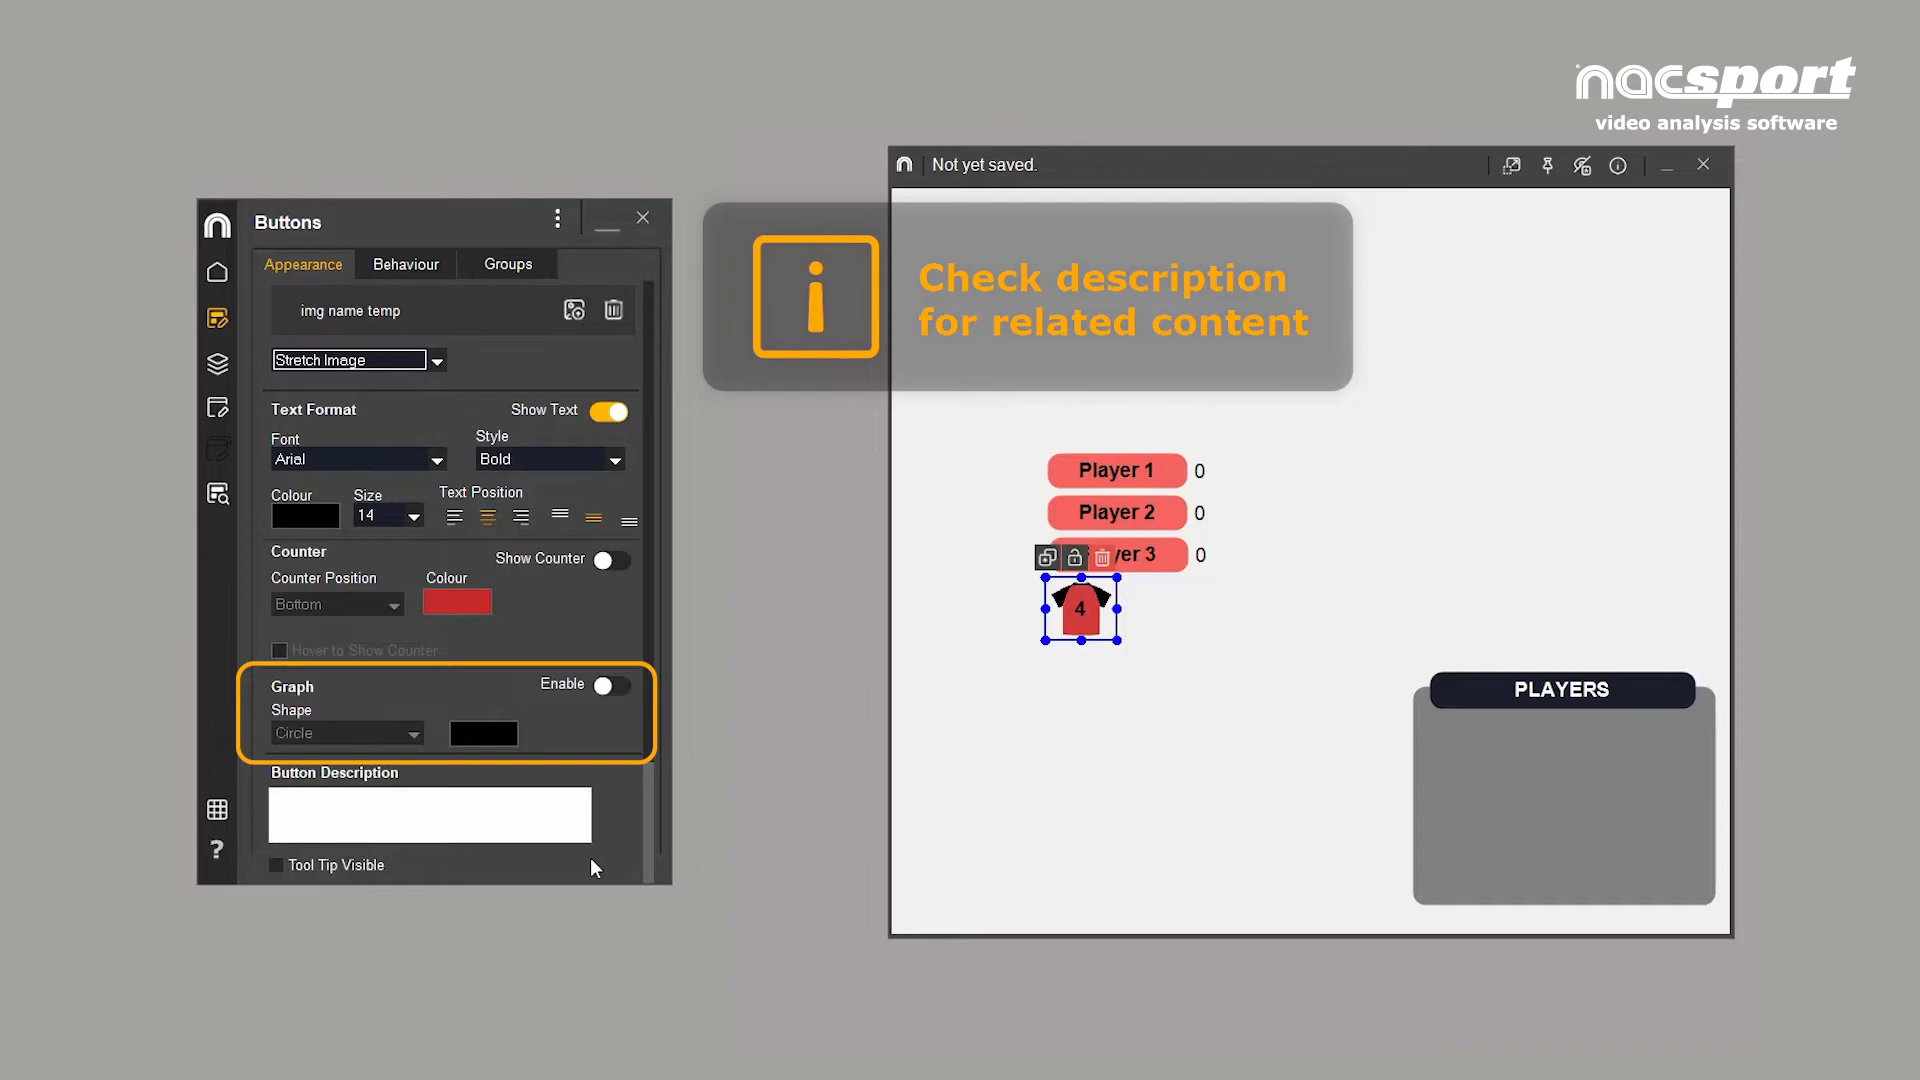 nacsport
video analysis software
Not yet saved.
Buttons
Appearance Behaviour Groups
img name temp
Stretch Image
Text Format Show Text
Font Style
Arial Bold
Colour Size Text Position
14
Counter Show Counter
Counter Position Colour
Bottom
Hover to Show Counter
Graph Enable
Shape
Circle
Button Description
Tool Tip Visible
?
Check description
for related content
Player 1 0
Player 2 0
yer 3 0
4
PLAYERS